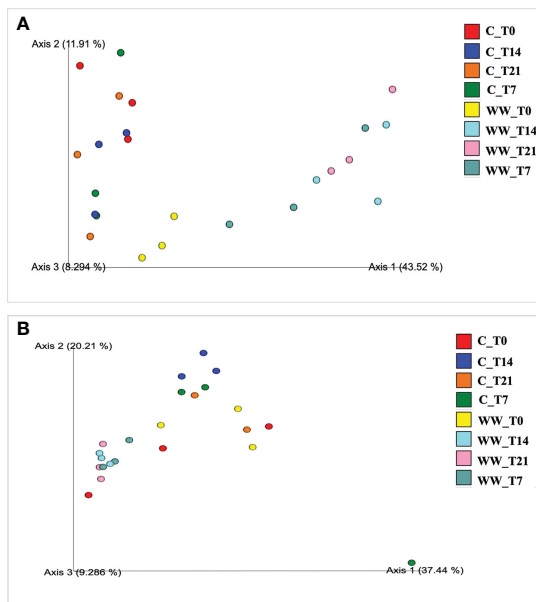 A
Axis 2 (11.91 %)
Axis 3 (8.294 %)
Axis 1 (43.52 %)
C_T0
C_T14
C_T21
C_T7
WW_T0
WW_T14
WW_T21
WW_T7
B
Axis 2 (20.21 %)
Axis 3 (9.286 %)
Axis 1 (37.44 %)
C_T0
C_T14
C_T21
C_T7
WW_T0
WW_T14
WW_T21
WW_T7